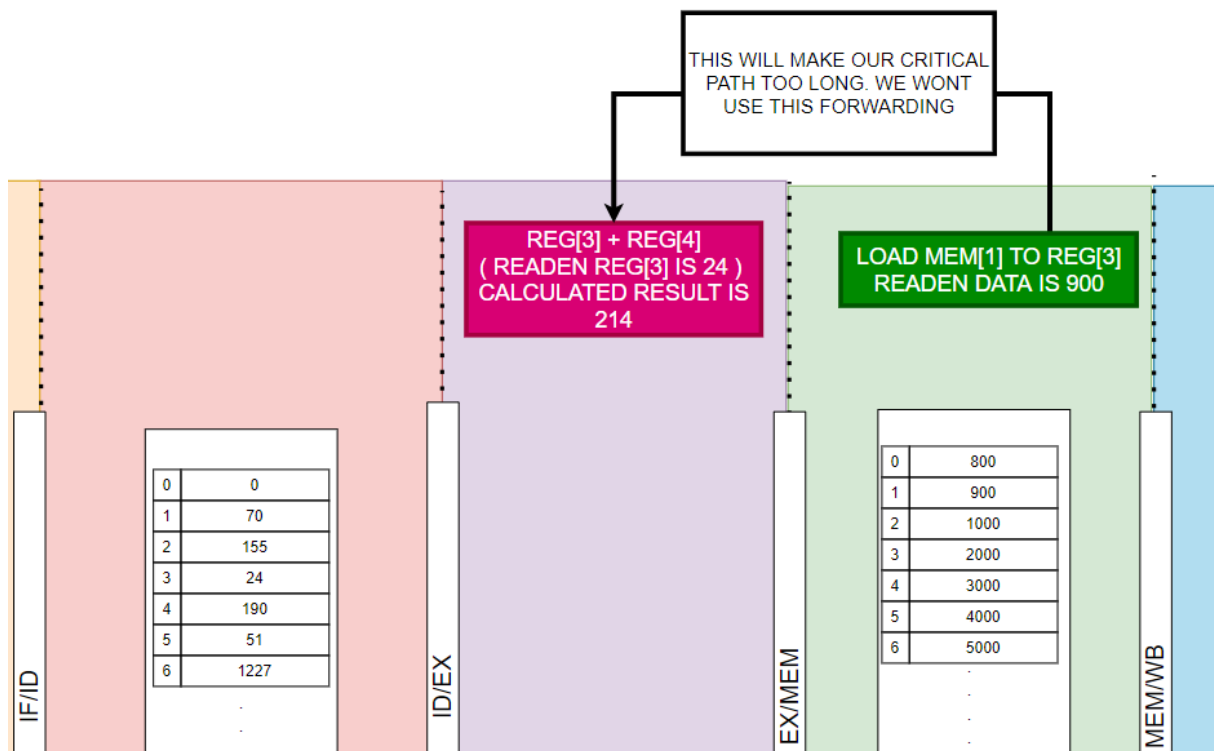 THIS WILL MAKE OUR CRITICAL
PATH TOO LONG. WE WONT
USE THIS FORWARDING
REG[3] + REG[4]
( READEN REG[3] IS 24 )
CALCULATED RESULT IS
214
LOAD MEM[1] TO REG[3]
READEN DATA IS 900
IF/ID
0 0
1 70
2 155
3 24
4 190
5 51
6 1227
.
.
ID/EX
EX/MEM
0 800
1 900
2 1000
3 2000
4 3000
5 4000
6 5000
.
.
.
.
MEM/WB